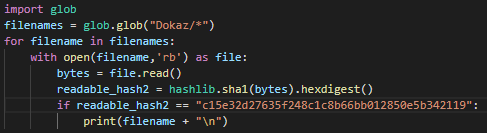 import glob
filenames = glob.glob("Dokaz/*")
for filename in filenames:
    with open(filename,'rb') as file:
        bytes = file.read()
        readable_hash2 = hashlib.sha1(bytes).hexdigest()
        if readable_hash2 == "c15e32d27635f248c1c8b66bb012850e5b342119":
            print(filename + "\n")